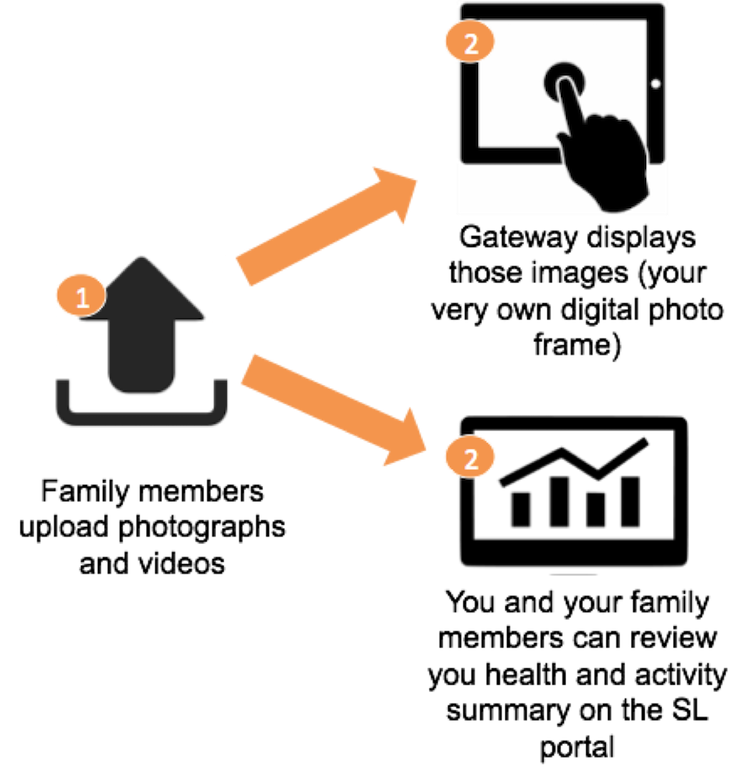 1
Family members
upload photographs
and videos
2
Gateway displays
those images (your
very own digital photo
frame)
2
You and your family
members can review
you health and activity
summary on the SL
portal